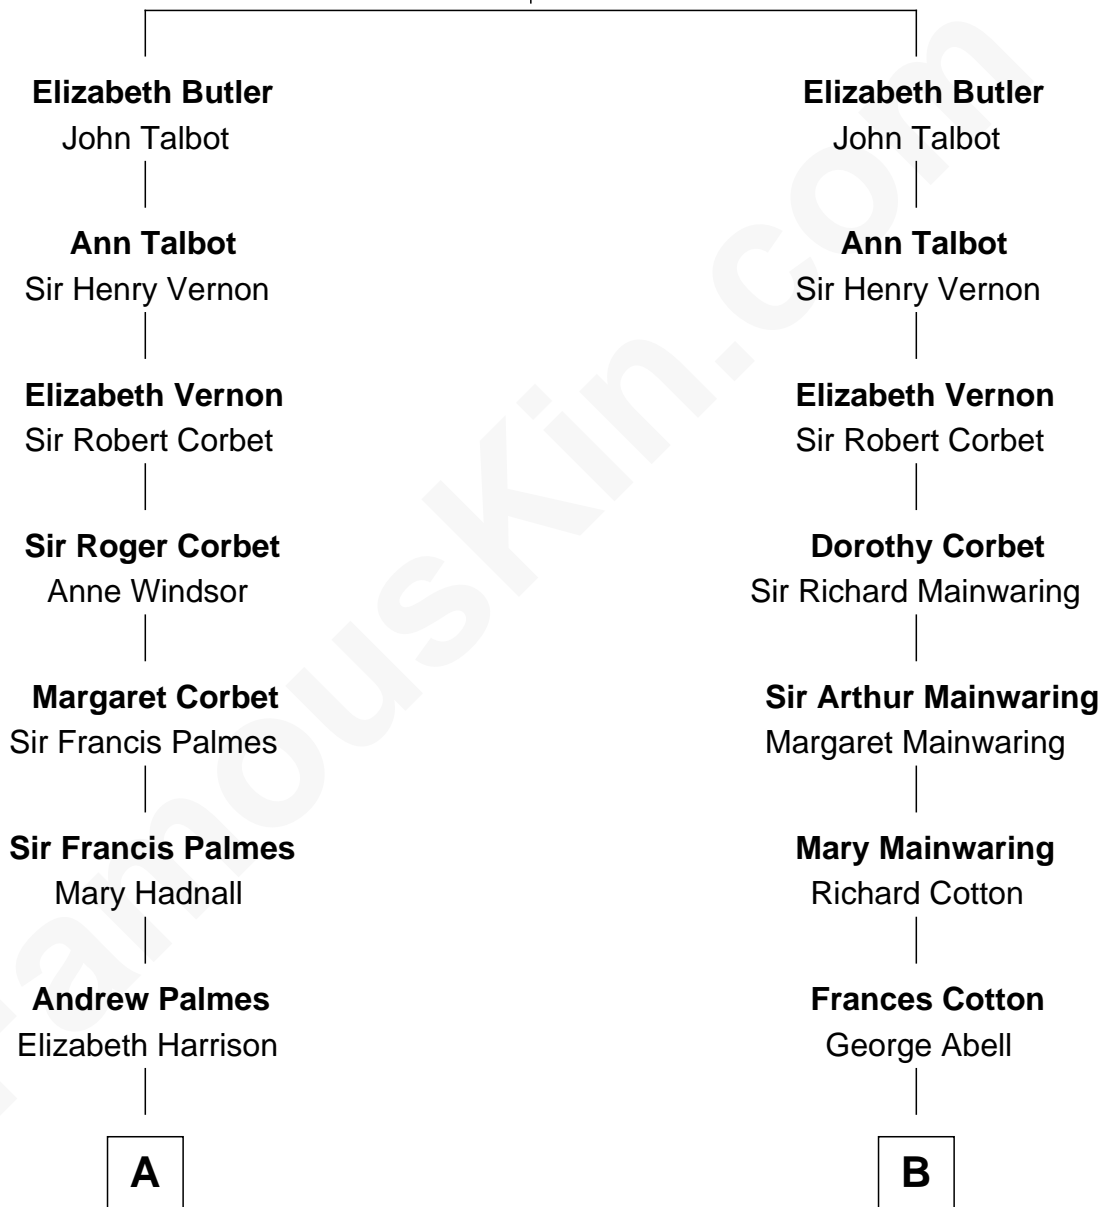 Elizabeth Butler
John Talbot
Ann Talbot
Sir Henry Vernon
Elizabeth Vernon
Sir Robert Corbet
Sir Roger Corbet
Anne Windsor
Margaret Corbet
Sir Francis Palmes
Sir Francis Palmes
Mary Hadnall
Andrew Palmes
Elizabeth Harrison
A
Elizabeth Butler
John Talbot
Ann Talbot
Sir Henry Vernon
Elizabeth Vernon
Sir Robert Corbet
Dorothy Corbet
Sir Richard Mainwaring
Sir Arthur Mainwaring
Margaret Mainwaring
Mary Mainwaring
Richard Cotton
Frances Cotton
George Abell
B
FamousKin.com